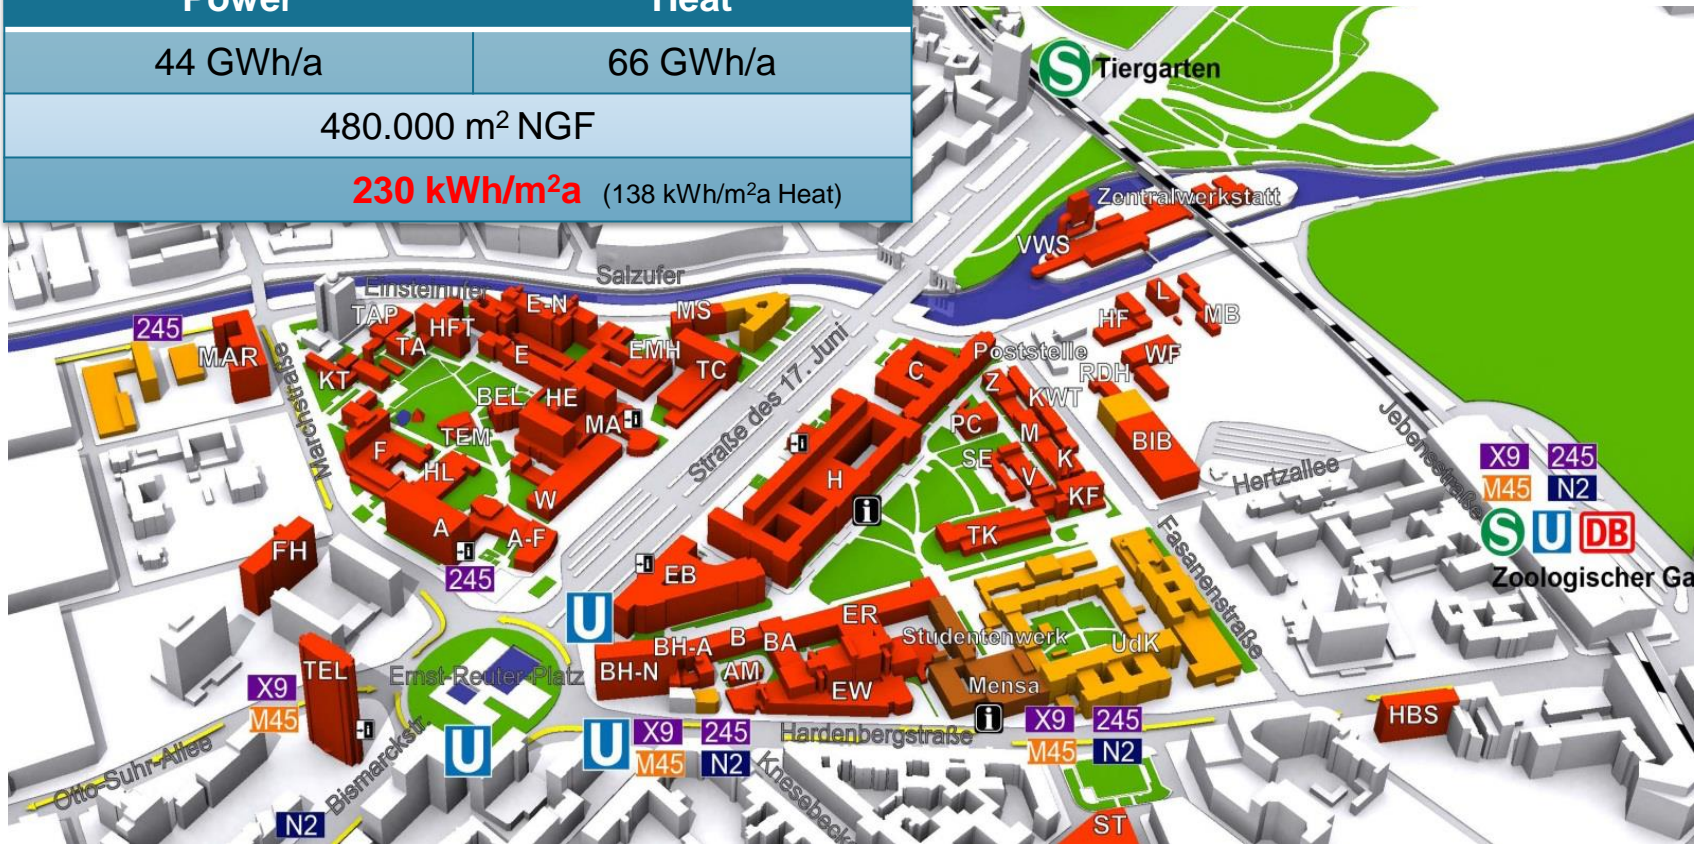 Power Heat
44 GWh/a 66 GWh/a
480.000 m² NGF
230 kWh/m²a (138 kWh/m²a Heat)
S Tiergarten
Zentralwerkstatt
VWS
Salzufer
Einsteinufer
245
MAR
TAP
HFT
E-N
MS
TA
E
EMH
TC
KT
BEL
HE
MA
TEM
F
HL
W
A
A-F
245
Marchstraße
Straße des 17. Juni
L
HF
MB
C
Poststelle
WF
Z
RDH
KWT
PC
M
BIB
SE
K
V
KF
H
i
TK
Hertzallee
Jebensstraße
X9 245
M45 N2
S U DB
Zoologischer Ga
Fasanenstraße
FH
EB
U
ER
B
BA
BH-A
BH-N
AM
EW
Studentenwerk
UdK
Mensa
i
TEL
Ernst-Reuter-Platz
X9
M45
U
U
X9 245
M45 N2
Hardenbergstraße
X9 245
M45 N2
HBS
Otto-Suhr-Allee
Bismarckstr.
Knesebeck
N2
ST